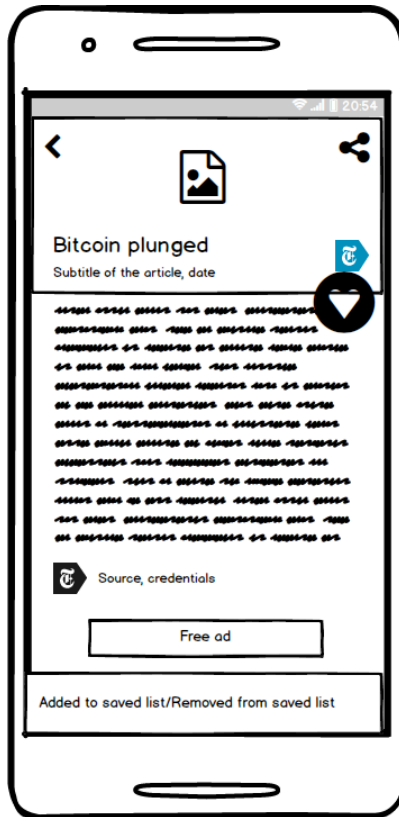 20:54
Bitcoin plunged
Subtitle of the article, date
Source, credentials
Free ad
Added to saved list/Removed from saved list